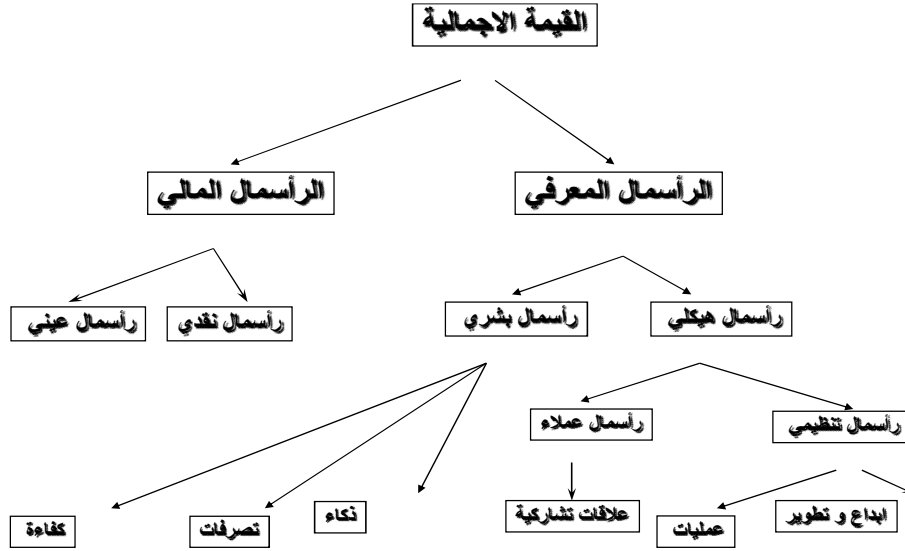 القيمة الاجمالية
الرأسمال المعرفي
الرأسمال المالي
رأسمال هيكلي
رأسمال بشري
رأسمال نقدي
رأسمال عيني
رأسمال تنظيمي
رأسمال عملاء
ابداع و تطوير
عمليات
علاقات تشاركية
ذكاء
تصرفات
كفاءة